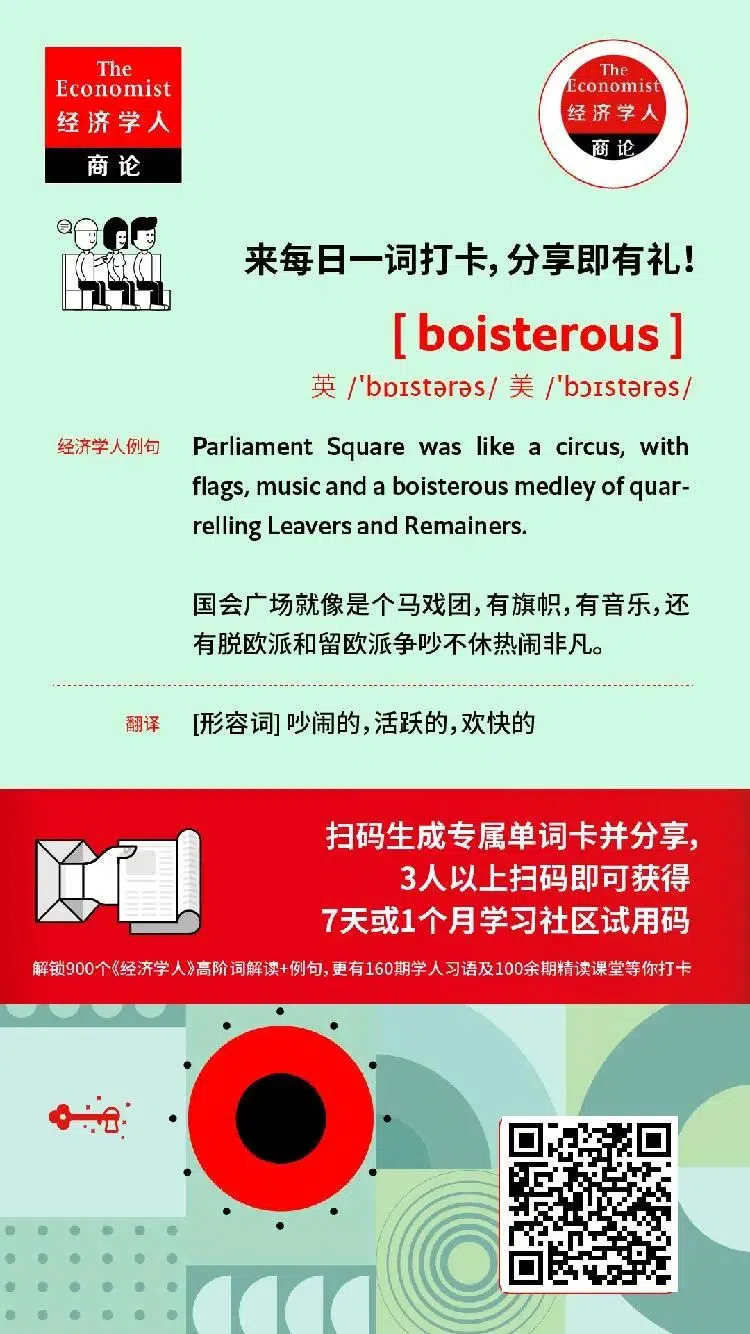 The
Economist
经济学人
商论
The
Economist
经济学人
商论
来每日一词打卡，分享即有礼！
[ boisterous ]
英 /'bɒɪstərəs/ 美 /'bɔɪstərəs/
经济学人例句
Parliament Square was like a circus, with
flags, music and a boisterous medley of quar-
relling Leavers and Remainers.
国会广场就像是个马戏团，有旗帜，有音乐，还
有脱欧派和留欧派争吵不休热闹非凡。
翻译
[形容词] 吵闹的，活跃的，欢快的
扫码生成专属单词卡并分享，
3人以上扫码即可获得
7天或1个月学习社区试用码
解锁900个《经济学人》高阶词解读+例句，更有160期学人习语及100余期精读课堂等你打卡